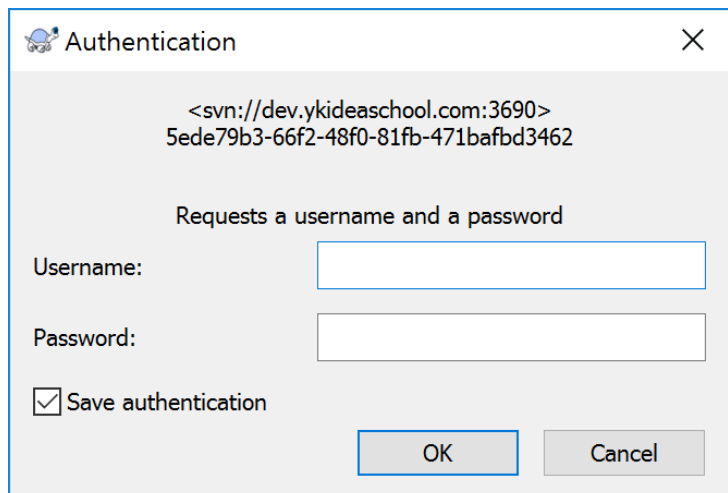 Authentication
<svn://dev.ykideaschool.com:3690>
5ede79b3-66f2-48f0-81fb-471bafbd3462
Requests a username and a password
Username:
Password:
Save authentication
OK Cancel